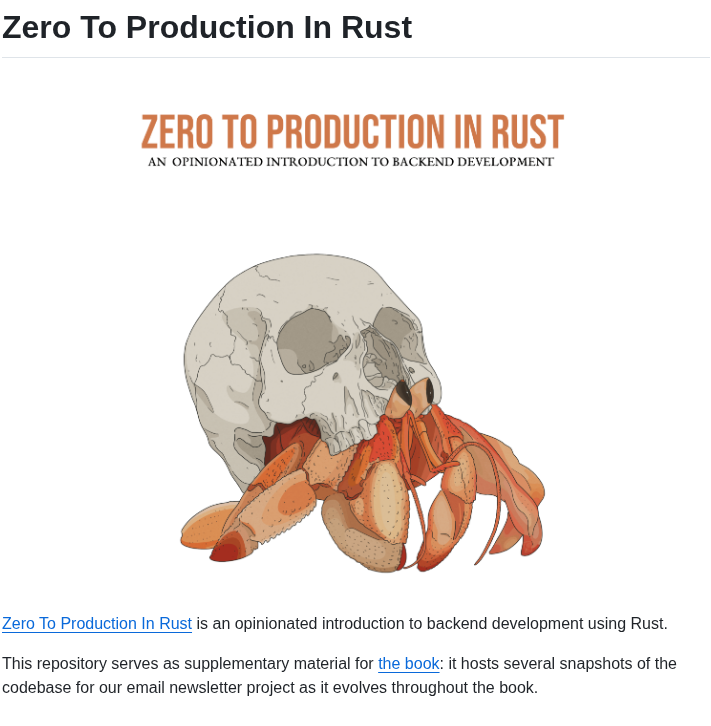 Zero To Production In Rust
ZERO TO PRODUCTION IN RUST
AN OPINIONATED INTRODUCTION TO BACKEND DEVELOPMENT
Zero To Production In Rust is an opinionated introduction to backend development using Rust.
This repository serves as supplementary material for the book: it hosts several snapshots of the
codebase for our email newsletter project as it evolves throughout the book.